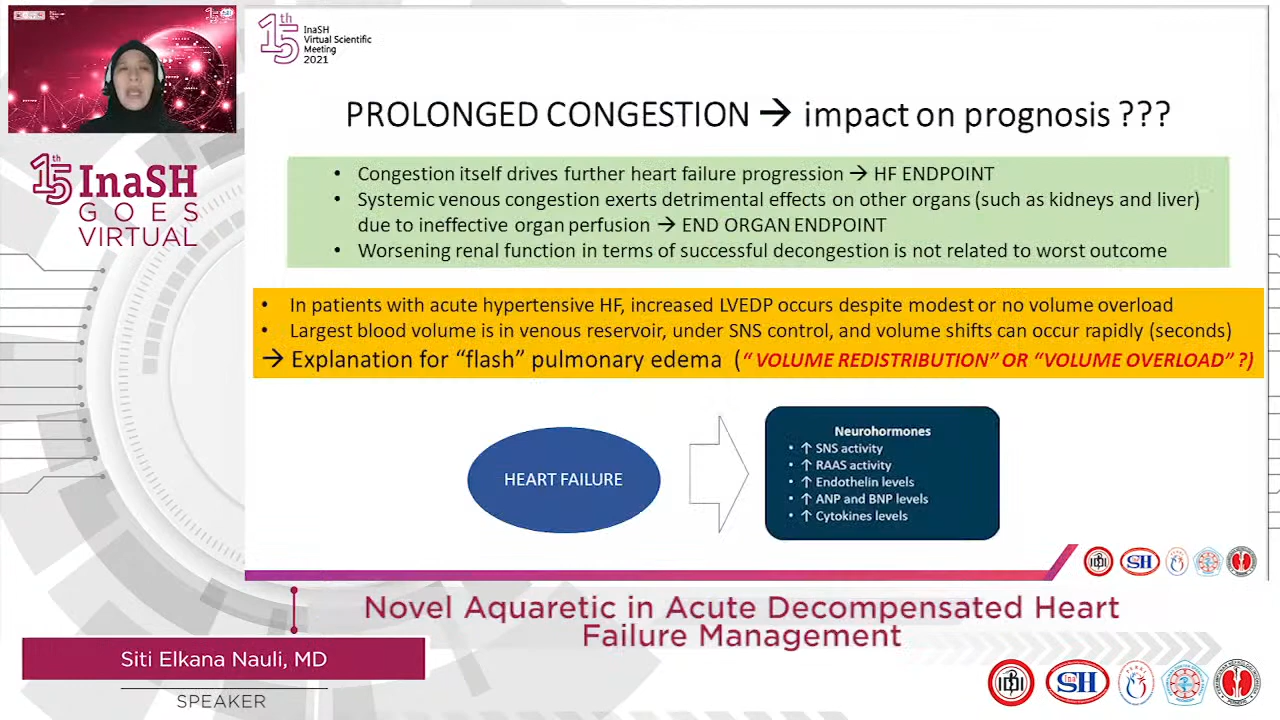 15th
InaSH
Virtual Scientific
Meeting
2021
PROLONGED CONGESTION → impact on prognosis ???
• Congestion itself drives further heart failure progression → HF ENDPOINT
• Systemic venous congestion exerts detrimental effects on other organs (such as kidneys and liver)
due to ineffective organ perfusion → END ORGAN ENDPOINT
• Worsening renal function in terms of successful decongestion is not related to worst outcome
• In patients with acute hypertensive HF, increased LVEDP occurs despite modest or no volume overload
• Largest blood volume is in venous reservoir, under SNS control, and volume shifts can occur rapidly (seconds)
→ Explanation for “flash” pulmonary edema (“ VOLUME REDISTRIBUTION” OR “VOLUME OVERLOAD” ?)
HEART FAILURE
Neurohormones
• ↑ SNS activity
• ↑ RAAS activity
• ↑ Endothelin levels
• ↑ ANP and BNP levels
• ↑ Cytokines levels
15th InaSH
GOES
VIRTUAL
IDI
SH
Novel Aquaretic in Acute Decompensated Heart
Failure Management
Siti Elkana Nauli, MD
SPEAKER
IDI
InaSH